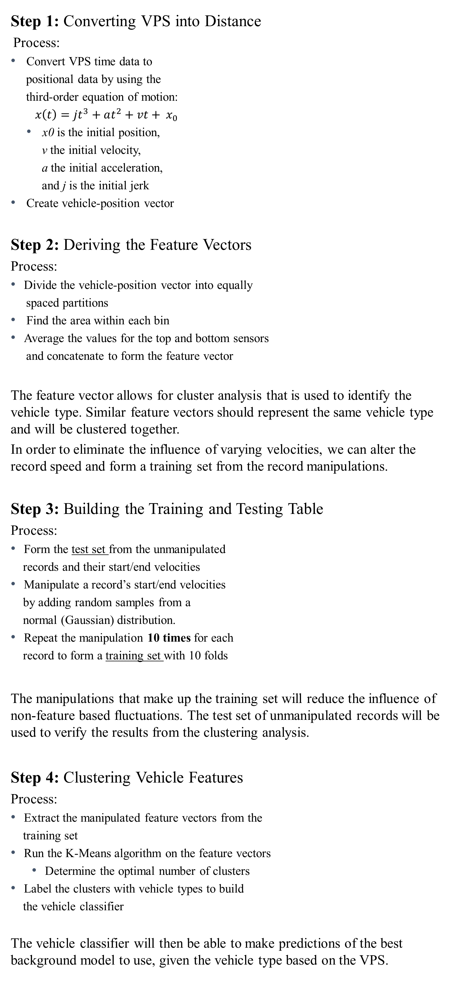 Step 1: Converting VPS into Distance
Process:
• Convert VPS time data to
positional data by using the
third-order equation of motion:
x(t) = jt³ + at² + vt + x₀
• x0 is the initial position,
v the initial velocity,
a the initial acceleration,
and j is the initial jerk
• Create vehicle-position vector
Step 2: Deriving the Feature Vectors
Process:
• Divide the vehicle-position vector into equally
spaced partitions
• Find the area within each bin
• Average the values for the top and bottom sensors
and concatenate to form the feature vector
The feature vector allows for cluster analysis that is used to identify the
vehicle type. Similar feature vectors should represent the same vehicle type
and will be clustered together.
In order to eliminate the influence of varying velocities, we can alter the
record speed and form a training set from the record manipulations.
Step 3: Building the Training and Testing Table
Process:
• Form the test set from the unmanipulated
records and their start/end velocities
• Manipulate a record’s start/end velocities
by adding random samples from a
normal (Gaussian) distribution.
• Repeat the manipulation 10 times for each
record to form a training set with 10 folds
The manipulations that make up the training set will reduce the influence of
non-feature based fluctuations. The test set of unmanipulated records will be
used to verify the results from the clustering analysis.
Step 4: Clustering Vehicle Features
Process:
• Extract the manipulated feature vectors from the
training set
• Run the K-Means algorithm on the feature vectors
• Determine the optimal number of clusters
• Label the clusters with vehicle types to build
the vehicle classifier
The vehicle classifier will then be able to make predictions of the best
background model to use, given the vehicle type based on the VPS.